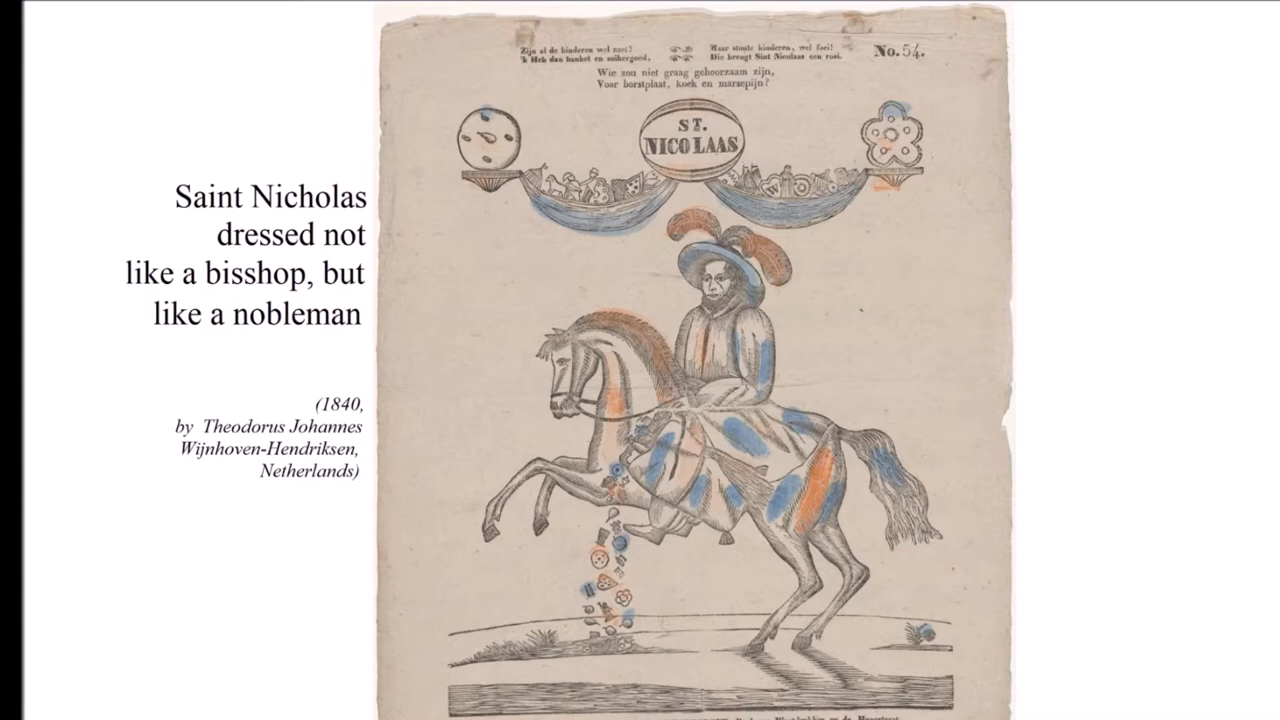 Zijn al de kinderen wel zoet?
'k Heb dan banket en suikergoed,
Maar stoute kinderen, wel foei!
Die brengt Sint Nicolaas een roei.
No. 54.
Wie zou niet graag gehoorzaam zijn,
Voor borstplaat, koek en marsepijn?
ST.
NICOLAAS
Saint Nicholas
dressed not
like a bisshop, but
like a nobleman
(1840,
by Theodorus Johannes
Wijnhoven-Hendriksen,
Netherlands)